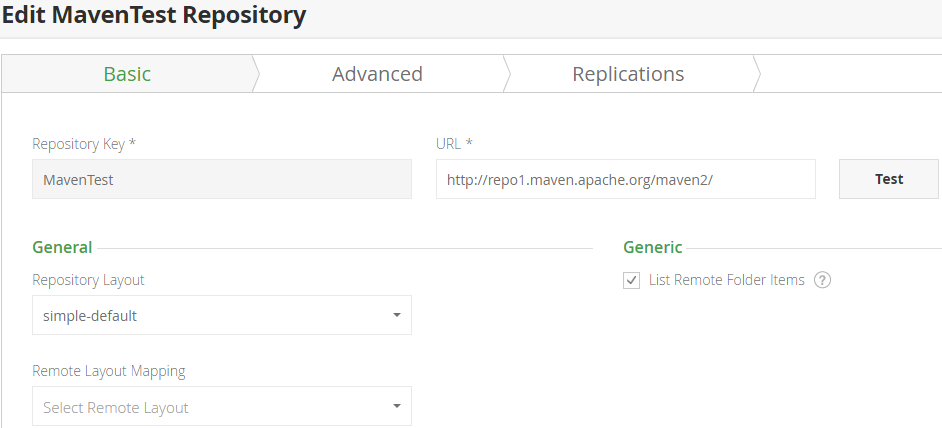 Edit MavenTest Repository
Basic Advanced Replications
Repository Key * URL *
MavenTest http://repo1.maven.apache.org/maven2/ Test
General Generic
Repository Layout List Remote Folder Items ?
simple-default
Remote Layout Mapping
Select Remote Layout